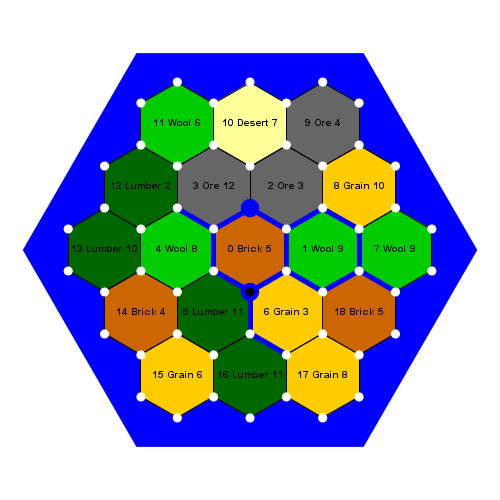 11 Wool 6
10 Desert 7
9 Ore 4
12 Lumber 2
3 Ore 12
2 Ore 3
8 Grain 10
13 Lumber 10
4 Wool 8
0 Brick 5
1 Wool 9
7 Wool 9
14 Brick 4
5 Lumber 11
6 Grain 3
18 Brick 5
15 Grain 6
16 Lumber 11
17 Grain 8